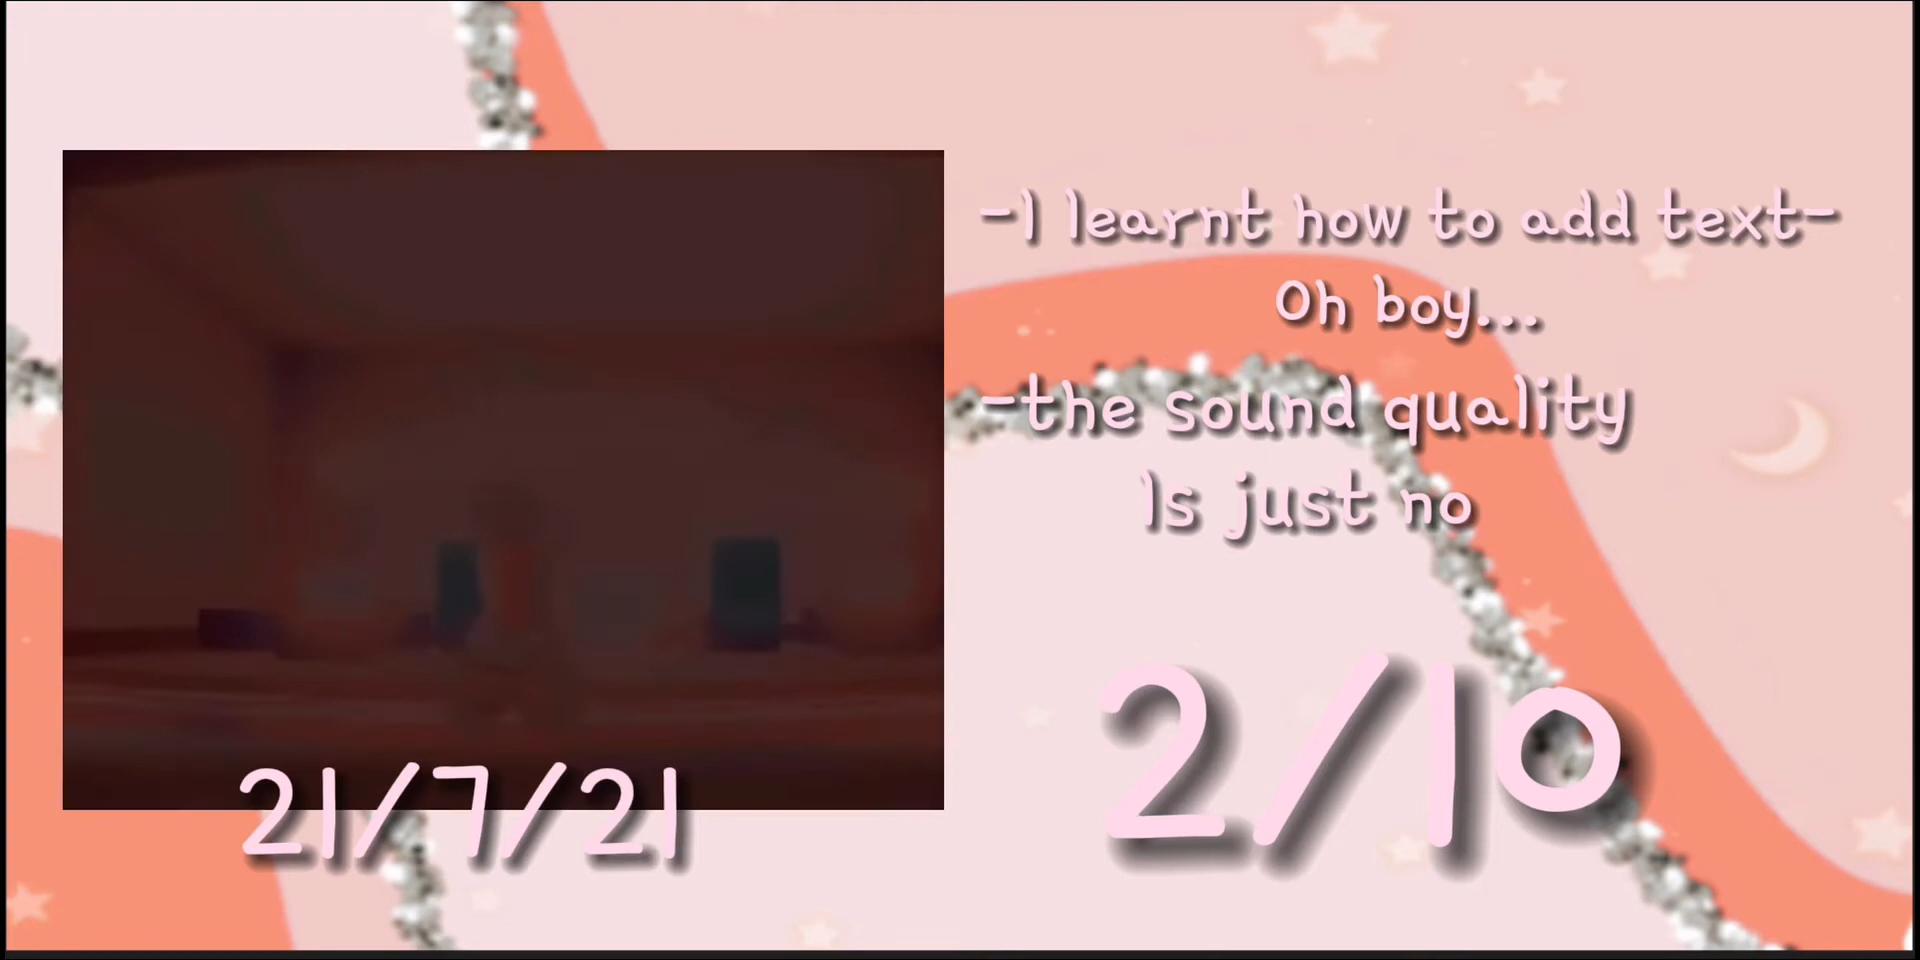 -I learnt how to add text-
Oh boy...
-the sound quality
Is just no
2/10
21/7/21